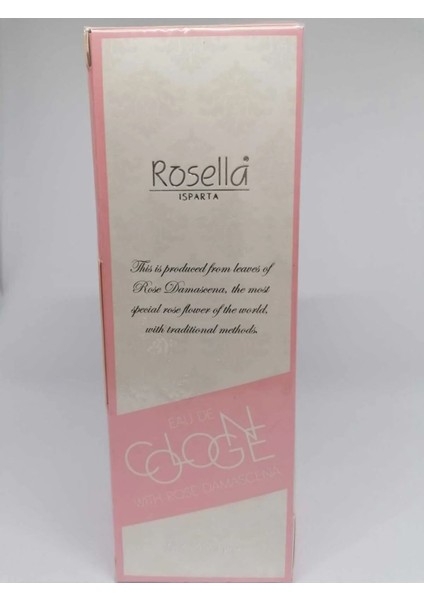 Rosella
ISPARTA
This is produced from leaves of
Rose Damascena, the most
special rose flower of the world,
with traditional methods.
EAU DE
COLOGNE
WITH ROSE DAMASCENA